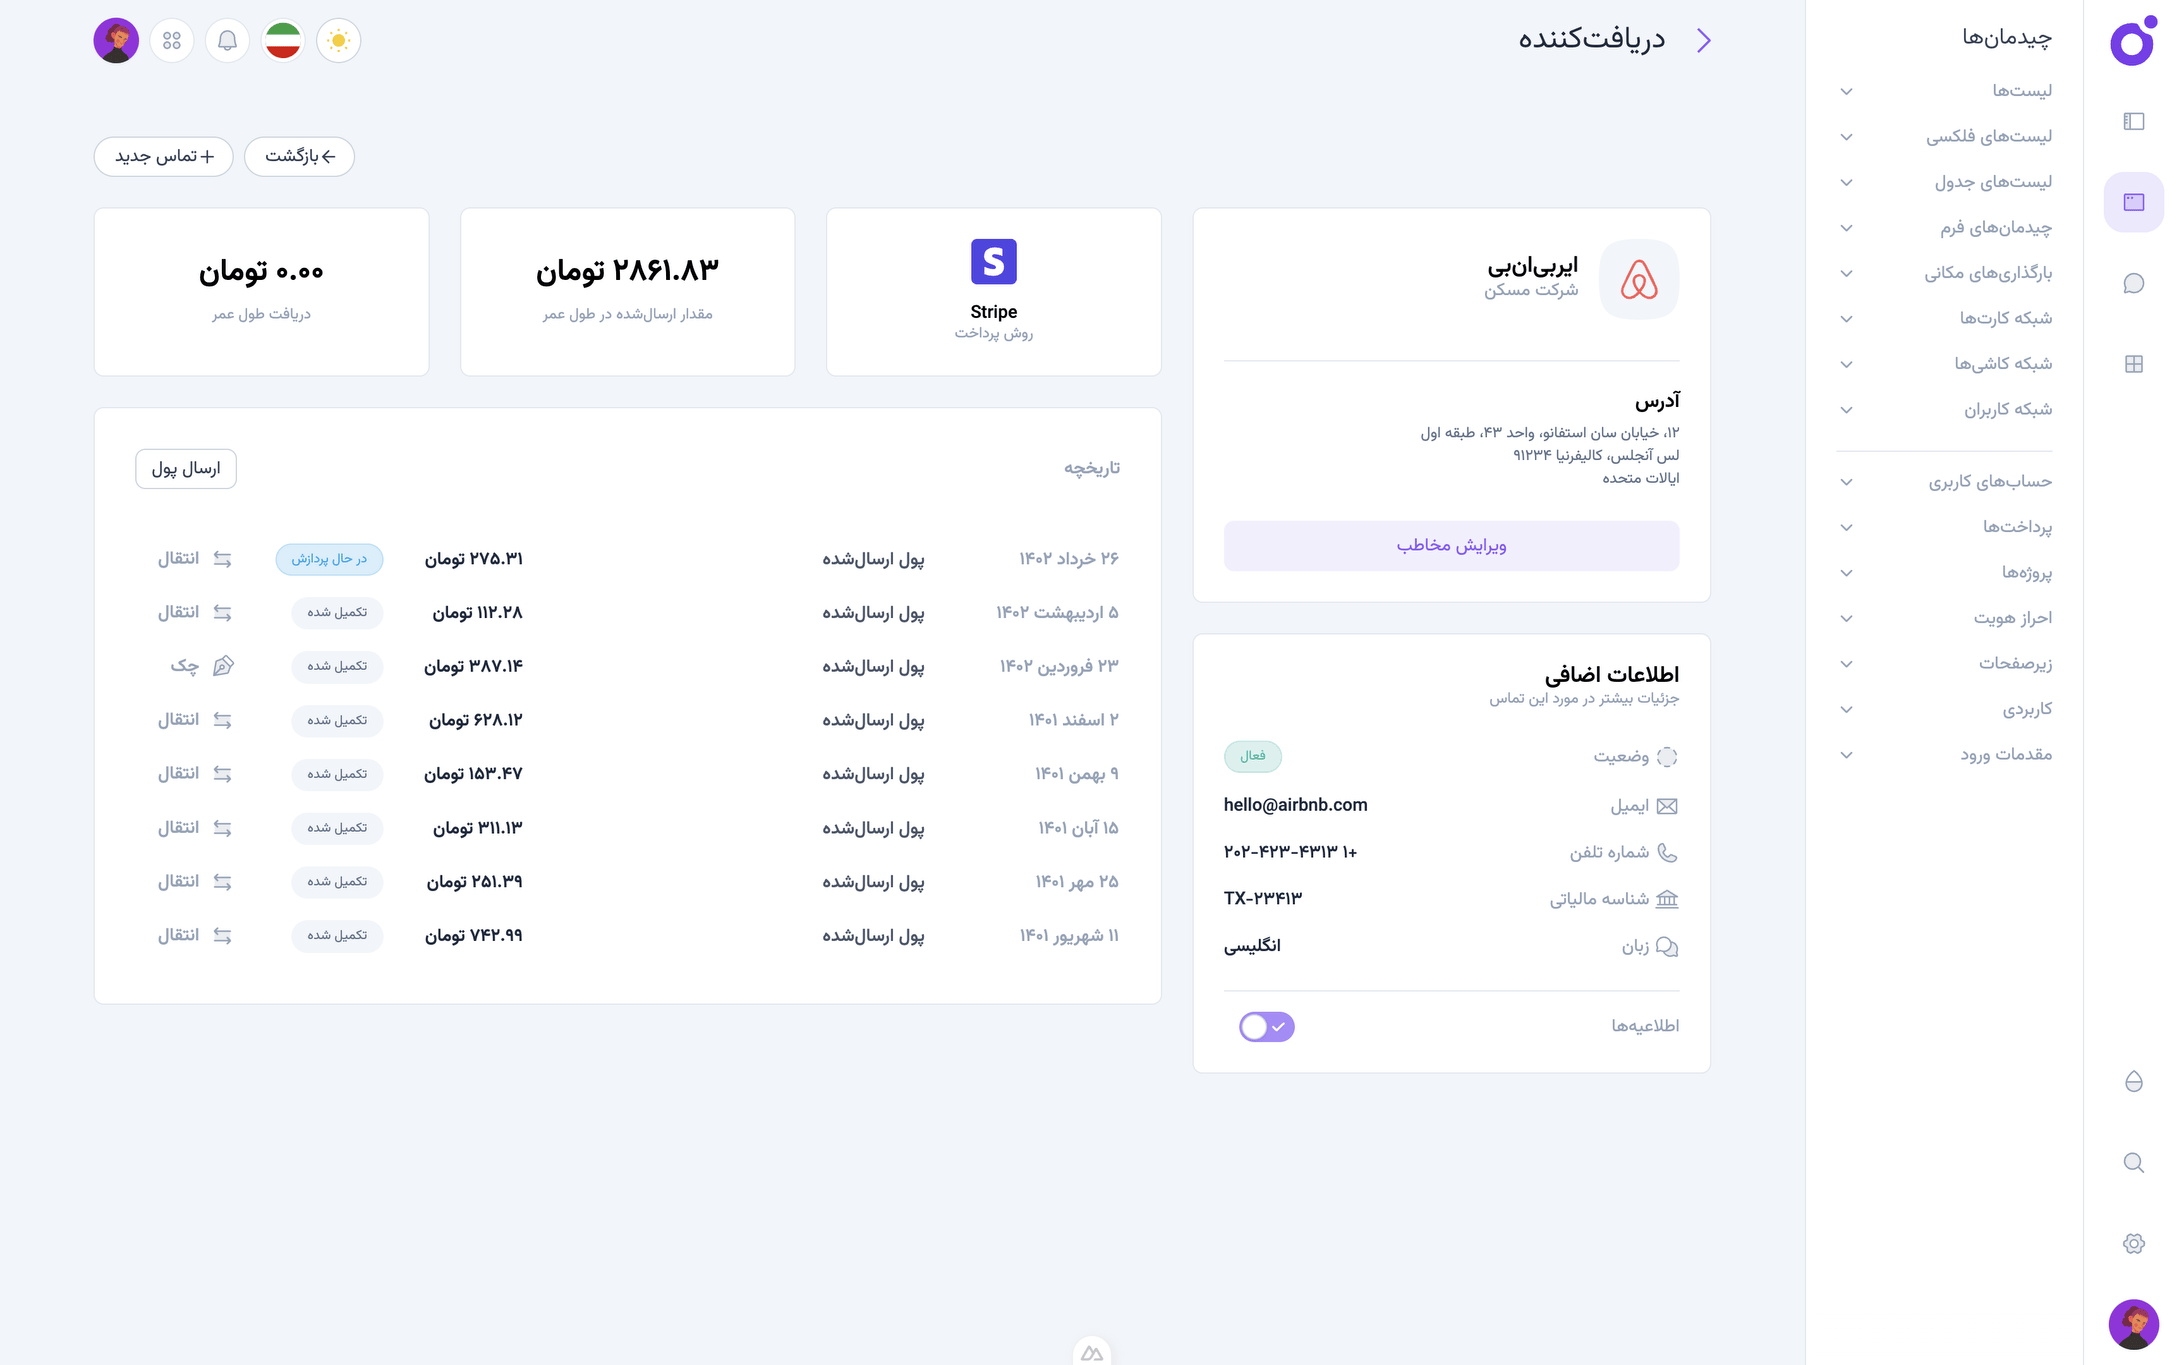 چیدمان‌ها
لیست‌ها
لیست‌های فلکسی
لیست‌های جدول
چیدمان‌های فرم
بارگذاری‌های مکانی
شبکه کارت‌ها
شبکه کاشی‌ها
شبکه کاربران
حساب‌های کاربری
پرداخت‌ها
پروژه‌ها
احراز هویت
زیرصفحات
کاربردی
مقدمات ورود
دریافت‌کننده
بازگشت
تماس جدید
ایربی‌ان‌بی
شرکت مسکن
آدرس
۱۲، خیابان سان استفانو، واحد ۴۳، طبقه اول
لس آنجلس، کالیفرنیا ۹۱۲۳۴
ایالات متحده
ویرایش مخاطب
اطلاعات اضافی
جزئیات بیشتر در مورد این تماس
وضعیت فعال
ایمیل hello@airbnb.com
شماره تلفن +۱ ۲۰۲-۴۲۳-۴۳۱۳
شناسه مالیاتی TX-۲۳۴۱۳
زبان انگلیسی
اطلاعیه‌ها
Stripe
روش پرداخت
۲۸۶۱.۸۳ تومان
مقدار ارسال‌شده در طول عمر
۰.۰۰ تومان
دریافت طول عمر
تاریخچه
ارسال پول
۲۶ خرداد ۱۴۰۲ پول ارسال‌شده ۲۷۵.۳۱ تومان در حال پردازش انتقال
۵ اردیبهشت ۱۴۰۲ پول ارسال‌شده ۱۱۲.۲۸ تومان تکمیل شده انتقال
۲۳ فروردین ۱۴۰۲ پول ارسال‌شده ۳۸۷.۱۴ تومان تکمیل شده چک
۲ اسفند ۱۴۰۱ پول ارسال‌شده ۶۲۸.۱۲ تومان تکمیل شده انتقال
۹ بهمن ۱۴۰۱ پول ارسال‌شده ۱۵۳.۴۷ تومان تکمیل شده انتقال
۱۵ آبان ۱۴۰۱ پول ارسال‌شده ۳۱۱.۱۳ تومان تکمیل شده انتقال
۲۵ مهر ۱۴۰۱ پول ارسال‌شده ۲۵۱.۳۹ تومان تکمیل شده انتقال
۱۱ شهریور ۱۴۰۱ پول ارسال‌شده ۷۴۲.۹۹ تومان تکمیل شده انتقال